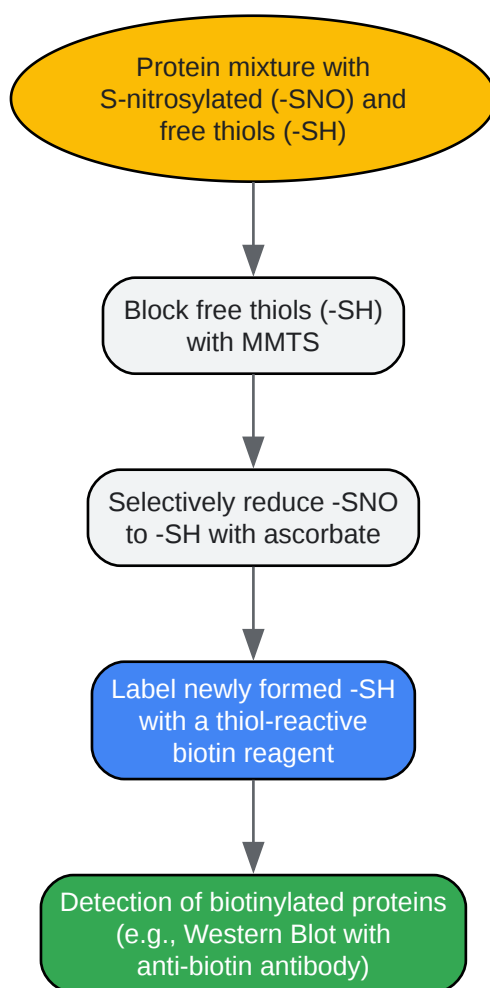 Protein mixture with
S-nitrosylated (-SNO) and
free thiols (-SH)
Block free thiols (-SH)
with MMTS
Selectively reduce -SNO
to -SH with ascorbate
Label newly formed -SH
with a thiol-reactive
biotin reagent
Detection of biotinylated proteins
(e.g., Western Blot with
anti-biotin antibody)